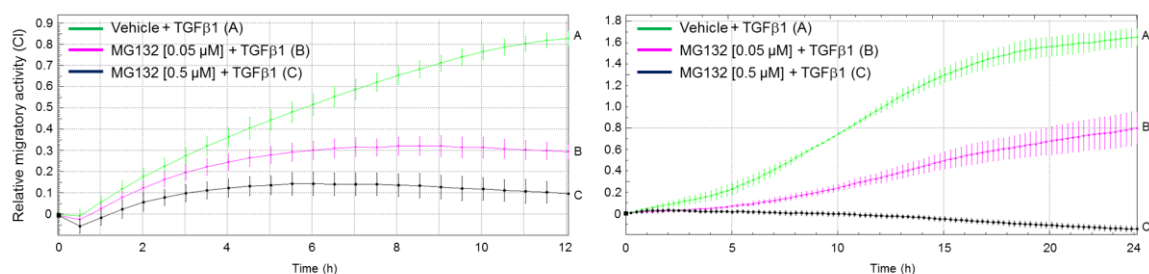 Relative migratory activity (CI)
0.9
0.8
0.7
0.6
0.5
0.4
0.3
0.2
0.1
0
Vehicle + TGFβ1 (A)
MG132 [0.05 μM] + TGFβ1 (B)
MG132 [0.5 μM] + TGFβ1 (C)
A
B
C
0
2
4
6
8
10
12
Time (h)
1.8
1.6
1.4
1.2
1.0
0.8
0.6
0.4
0.2
0
Vehicle + TGFβ1 (A)
MG132 [0.05 μM] + TGFβ1 (B)
MG132 [0.5 μM] + TGFβ1 (C)
A
B
C
0
5
10
15
20
24
Time (h)